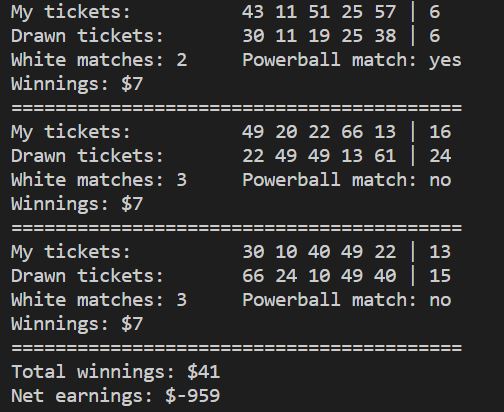 My tickets: 43 11 51 25 57 | 6
Drawn tickets: 30 11 19 25 38 | 6
White matches: 2 Powerball match: yes
Winnings: $7
=========================================
My tickets: 49 20 22 66 13 | 16
Drawn tickets: 22 49 49 13 61 | 24
White matches: 3 Powerball match: no
Winnings: $7
=========================================
My tickets: 30 10 40 49 22 | 13
Drawn tickets: 66 24 10 49 40 | 15
White matches: 3 Powerball match: no
Winnings: $7
=========================================
Total winnings: $41
Net earnings: $-959